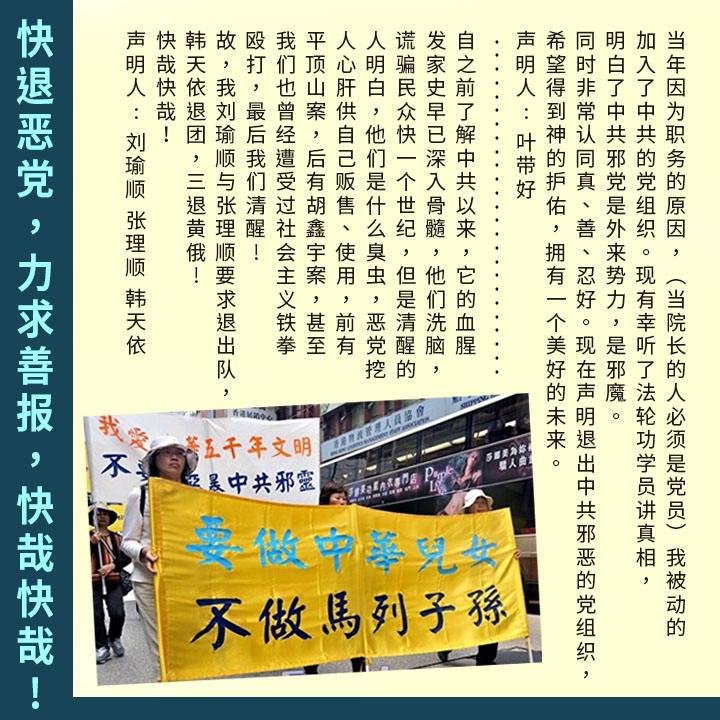 快退恶党，力求善报，快哉快哉！
当年因为职务的原因，（当院长的人必须是党员）我被动的
加入了中共的党组织。现有幸听了法轮功学员讲真相，
明白了中共邪党是外来势力，是邪魔。
同时非常认同真、善、忍好。现在声明退出中共邪恶的党组织，
希望得到神的护佑，拥有一个美好的未来。
声明人：叶带好
自之前了解中共以来，它的血腥
发家史早已深入骨髓，他们洗脑，
谎骗民众快一个世纪，但是清醒的
人明白，他们是什么臭虫，恶党挖
人心肝供自己贩售、使用，前有
平顶山案，后有胡鑫宇案，甚至
我们也曾经遭受过社会主义铁拳
殴打，最后我们清醒！
故，我刘瑜顺与张理顺要求退出队，
韩天依退团，三退黄俄！
快哉快哉！
声明人：刘瑜顺 张理顺 韩天依
香港物流管理人員協會
我愛五千年文明
不要
中共邪靈
要做中華兒女
不做馬列子孫